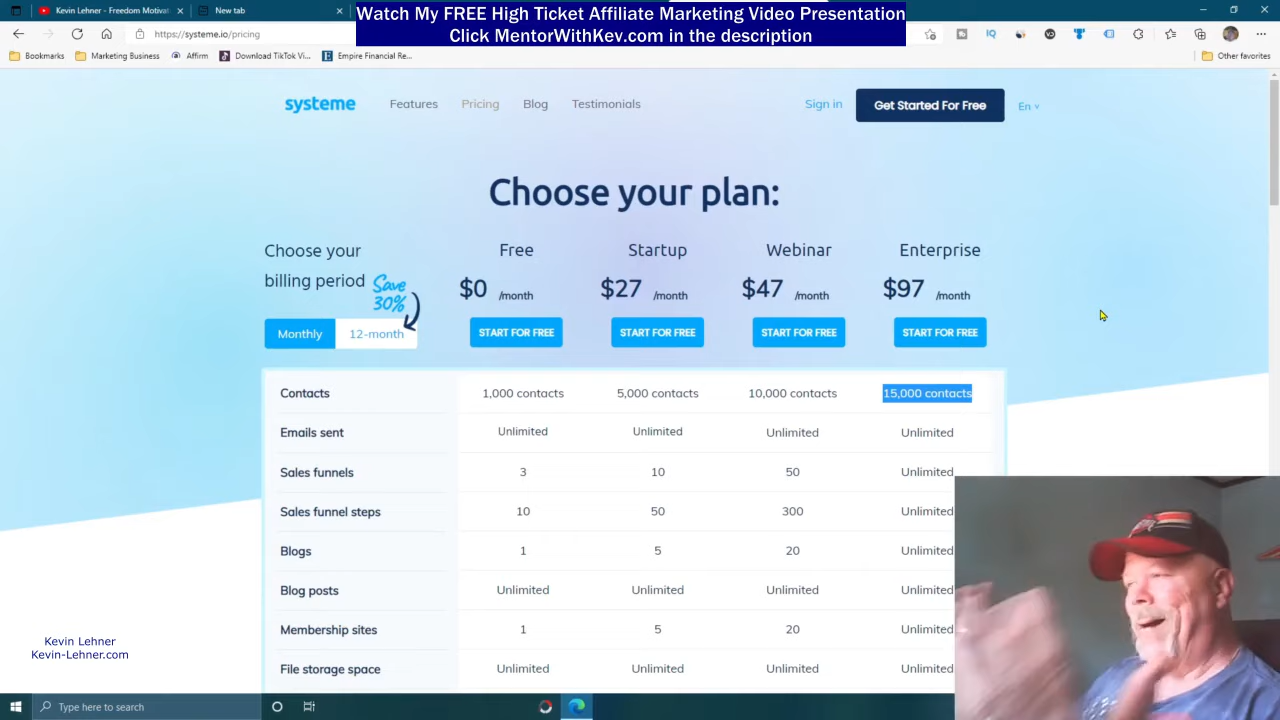 Watch My FREE High Ticket Affiliate Marketing Video Presentation
Click MentorWithKev.com in the description
Kevin Lehner - Freedom Motivat
New tab
https://systeme.io/pricing
Bookmarks
Marketing Business
Affirm
Download TikTok Vi...
Empire Financial Re...
Other favorites
systeme
Features
Pricing
Blog
Testimonials
Sign in
Get Started For Free
En
Choose your plan:
Choose your
billing period
Save
30%
Monthly
12-month
Free
Startup
Webinar
Enterprise
$0 /month
$27 /month
$47 /month
$97 /month
START FOR FREE
START FOR FREE
START FOR FREE
START FOR FREE
Contacts 1,000 contacts 5,000 contacts 10,000 contacts 15,000 contacts
Emails sent Unlimited Unlimited Unlimited Unlimited
Sales funnels 3 10 50 Unlimited
Sales funnel steps 10 50 300 Unlimited
Blogs 1 5 20 Unlimited
Blog posts Unlimited Unlimited Unlimited Unlimited
Membership sites 1 5 20 Unlimited
File storage space Unlimited Unlimited Unlimited Unlimited
Kevin Lehner
Kevin-Lehner.com
Type here to search